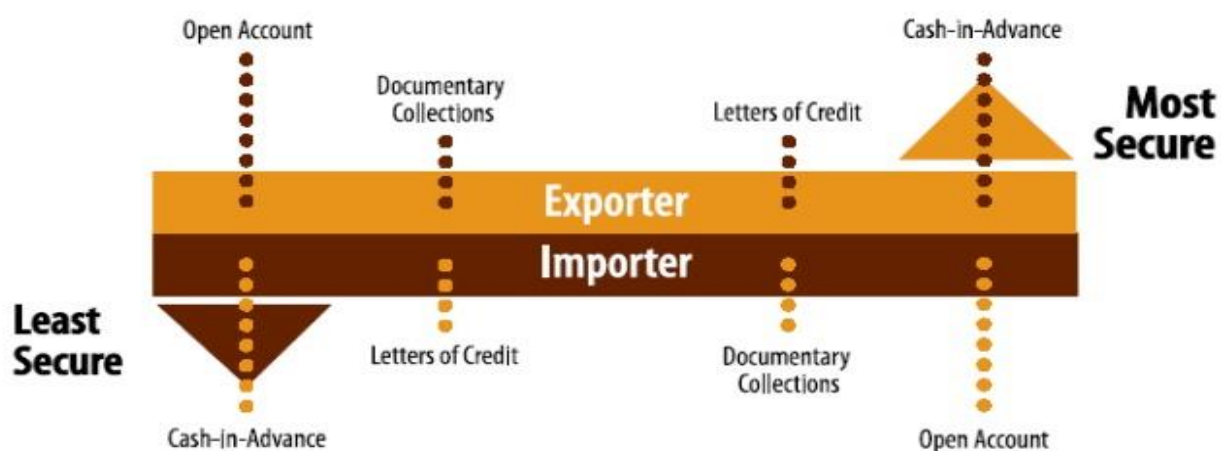 Open Account
Cash-in-Advance
Documentary
Collections
Letters of Credit
Most
Secure
Exporter
Importer
Least
Secure
Letters of Credit
Documentary
Collections
Cash-in-Advance
Open Account